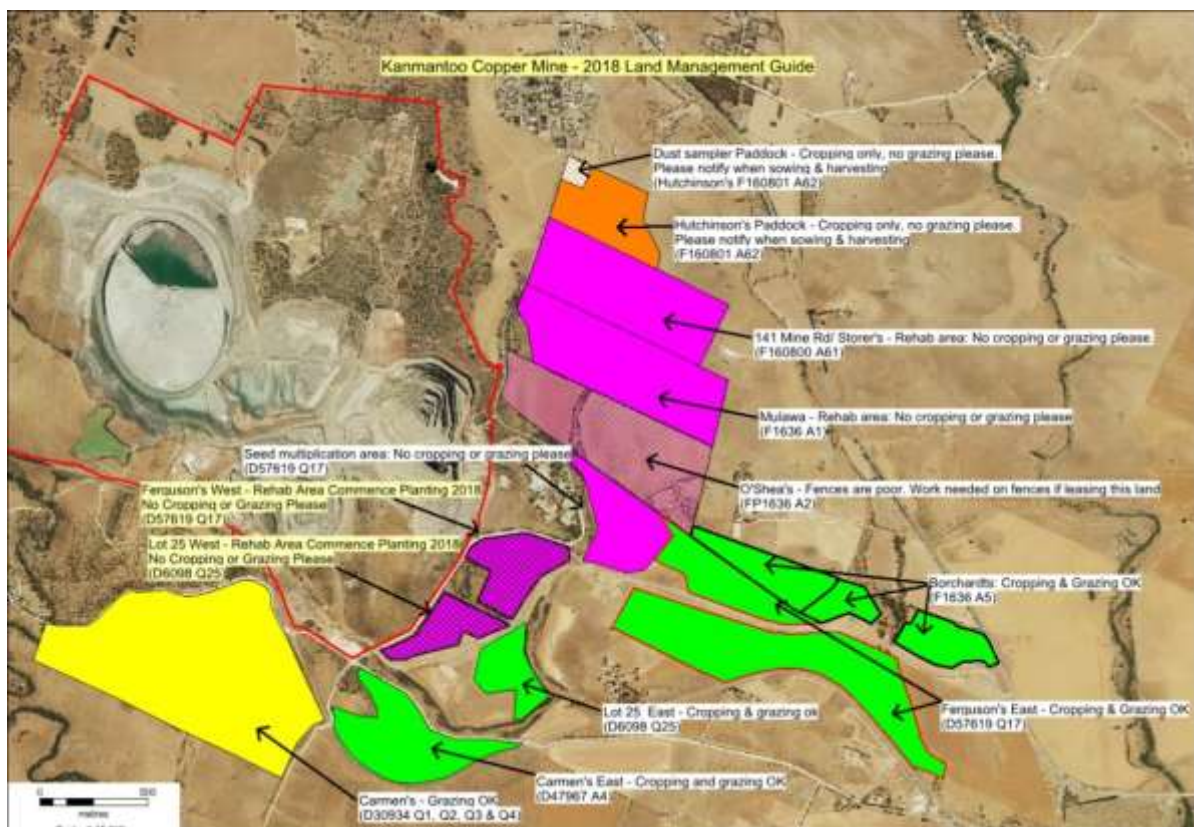 Kanmantoo Copper Mine - 2018 Land Management Guide
Dust sampler Paddock - Cropping only, no grazing please.
Please notify when sowing & harvesting
(Hutchinson's F160801 A62)
Hutchinson's Paddock - Cropping only, no grazing please.
Please notify when sowing & harvesting
(F160801 A62)
141 Mine Rd/ Storer's - Rehab area: No cropping or grazing please.
(F160800 A61)
Mulawa - Rehab area: No cropping or grazing please
(F1636 A1)
Seed multiplication area: No cropping or grazing please
(D57619 Q17)
O'Shea's - Fences are poor. Work needed on fences if leasing this land
(FP1636 A2)
Ferguson's West - Rehab Area Commence Planting 2018
No Cropping or Grazing Please
(D57619 Q17)
Lot 25 West - Rehab Area Commence Planting 2018
No Cropping or Grazing Please
(D6098 Q25)
Borchardts: Cropping & Grazing OK
(F1636 A5)
Lot 25 East - Cropping & grazing ok
(D6098 Q25)
Ferguson's East - Cropping & Grazing OK
(D57619 Q17)
Carmen's East - Cropping and grazing OK
(D47967 A4)
Carmen's - Grazing OK
(D30934 Q1, Q2, Q3 & Q4)
0
metres